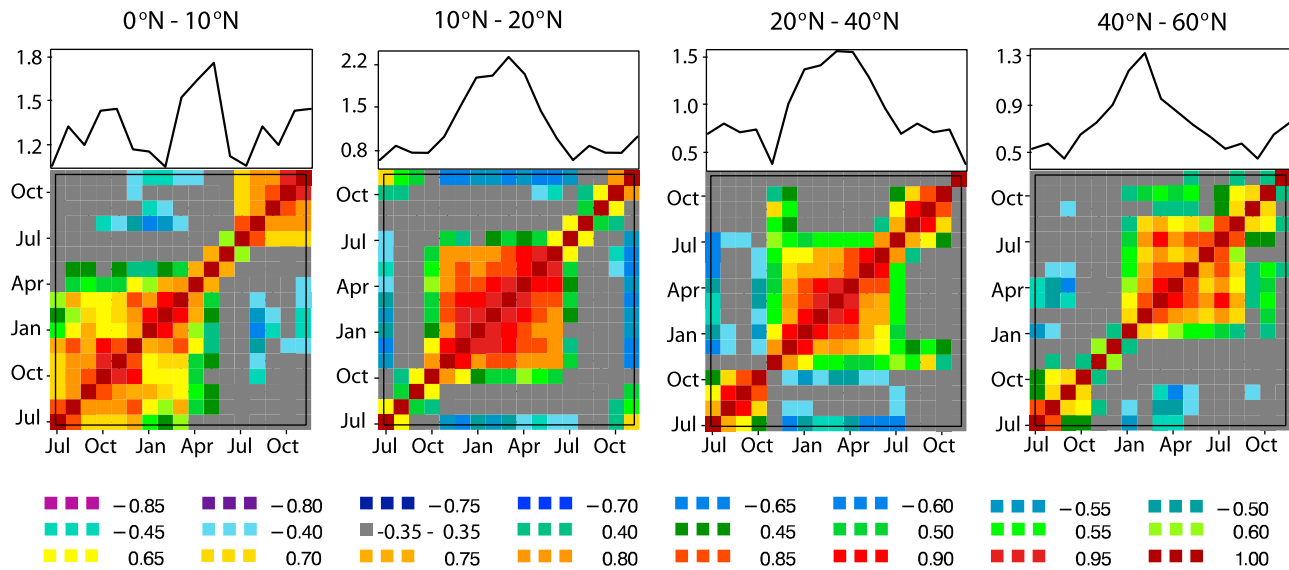 0°N - 10°N 10°N - 20°N 20°N - 40°N 40°N - 60°N
1.8 2.2 1.5 1.3
1.5 1.5 1.0 0.9
1.2 0.8 0.5 0.5
Oct Oct Oct Oct
Jul Jul Jul Jul
Apr Apr Apr Apr
Jan Jan Jan Jan
Oct Oct Oct Oct
Jul Jul Jul Jul
Jul Oct Jan Apr Jul Oct Jul Oct Jan Apr Jul Oct Jul Oct Jan Apr Jul Oct Jul Oct Jan Apr Jul Oct
−0.85 −0.80 −0.75 −0.70 −0.65 −0.60 −0.55 −0.50
−0.45 −0.40 -0.35 - 0.35 0.40 0.45 0.50 0.55 0.60
0.65 0.70 0.75 0.80 0.85 0.90 0.95 1.00